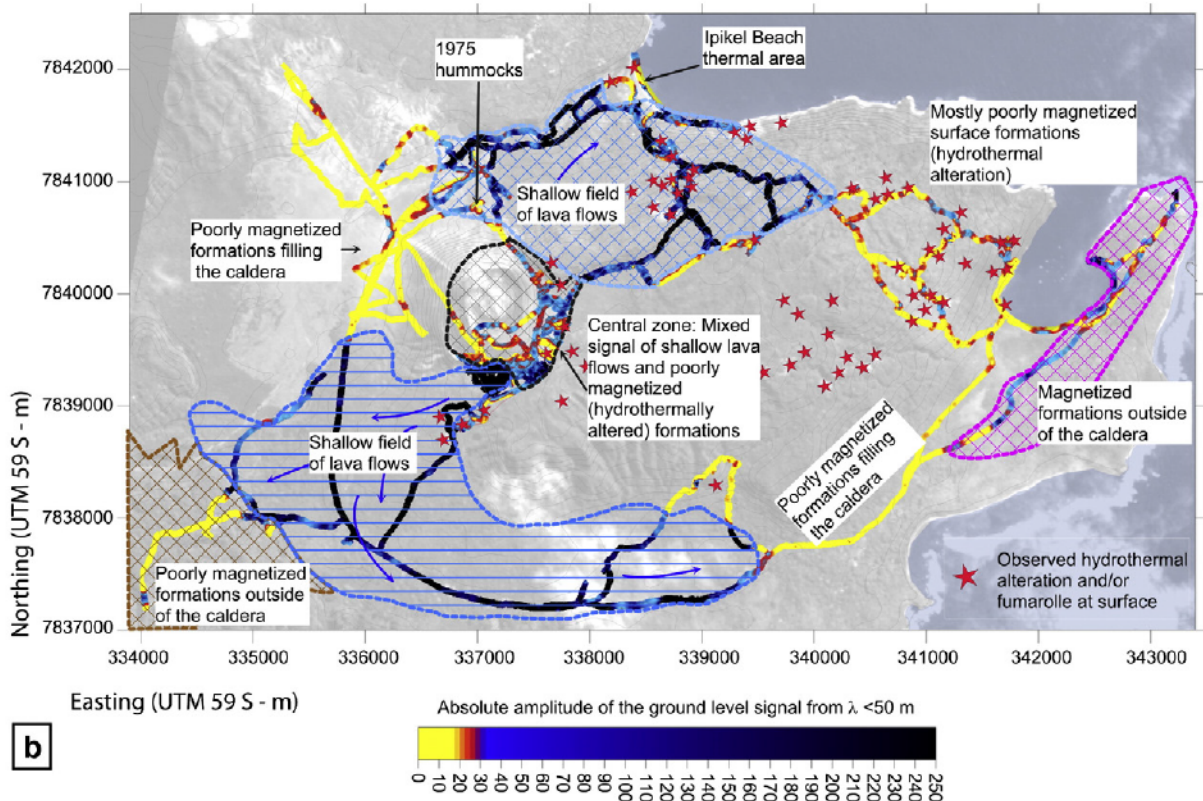 7842000
7841000
7840000
7839000
7838000
7837000
Northing (UTM 59 S - m)
1975
hummocks
Ipikel Beach
thermal area
Mostly poorly magnetized
surface formations
(hydrothermal
alteration)
Shallow field
of lava flows
Poorly magnetized
formations filling
the caldera
Central zone: Mixed
signal of shallow lava
flows and poorly
magnetized
(hydrothermally
altered) formations
Magnetized
formations outside
of the caldera
Shallow field
of lava flows
Poorly magnetized
formations filling
the caldera
Poorly magnetized
formations outside
of the caldera
Observed hydrothermal
alteration and/or
fumarolle at surface
334000 335000 336000 337000 338000 339000 340000 341000 342000 343000
Easting (UTM 59 S - m)
Absolute amplitude of the ground level signal from λ <50 m
0 10 20 30 40 50 60 70 80 90 100 110 120 130 140 150 160 170 180 190 200 210 220 230 240 250
b